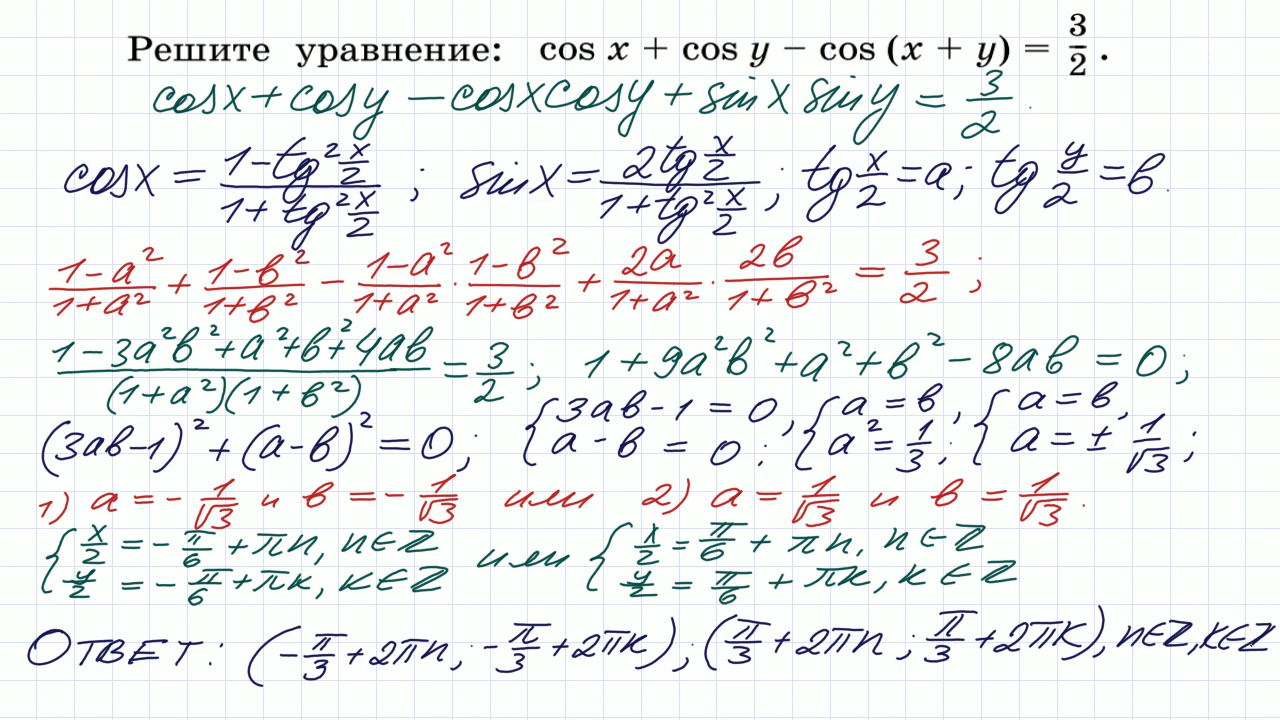 Решите уравнение: cos x + cos y − cos (x + y) = 3/2 .
cosx + cosy − cosxcosy + sinx siny = 3/2 .
cosx = (1−tg² x/2)/(1+tg² x/2) ; sinx = (2tg x/2)/(1+tg² x/2) ; tg x/2 = a; tg y/2 = в.
(1−a²)/(1+a²) + (1−в²)/(1+в²) − (1−a²)/(1+a²) · (1−в²)/(1+в²) + 2a/(1+a²) · 2в/(1+в²) = 3/2 ;
(1−3a²в²+a²+в²+4aв)/((1+a²)(1+в²)) = 3/2 ; 1+9a²в²+a²+в²−8aв = 0 ;
(3aв−1)²+(a−в)² = 0 ; { 3aв−1 = 0, a−в = 0 ; { a = в, a² = 1/3 ; { a = в, a = ± 1/√3 ;
1) a = − 1/√3 и в = − 1/√3 или 2) a = 1/√3 и в = 1/√3 .
{ x/2 = − π/6 + πn, n∈Z или { x/2 = π/6 + πn, n∈Z
y/2 = − π/6 + πk, k∈Z y/2 = π/6 + πk, k∈Z
Ответ: (− π/3 + 2πn ; − π/3 + 2πk) ; (π/3 + 2πn ; π/3 + 2πk), n∈Z, k∈Z